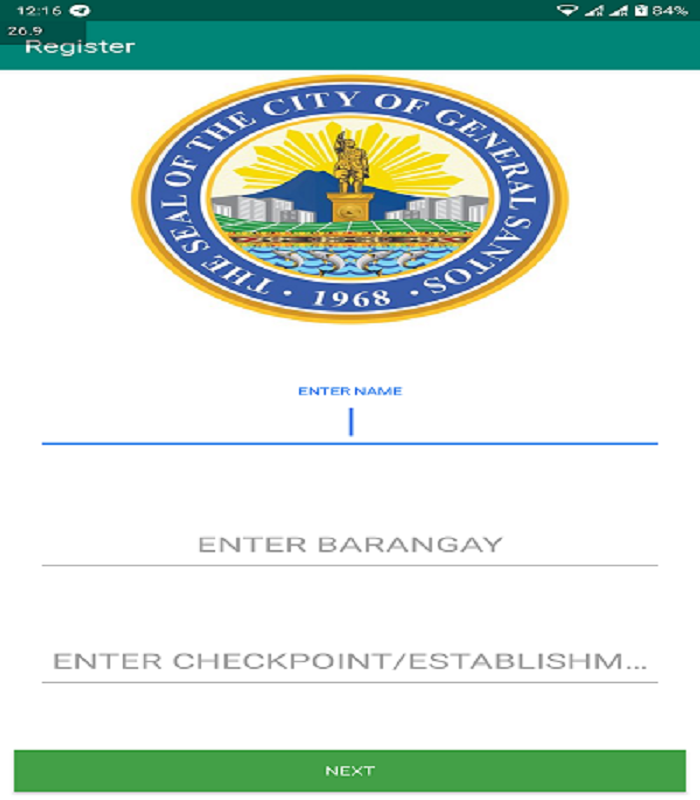 12:16 84%
26.9
Register
THE SEAL OF THE CITY OF GENERAL SANTOS
• 1968 •
ENTER NAME
ENTER BARANGAY
ENTER CHECKPOINT/ESTABLISHM...
NEXT